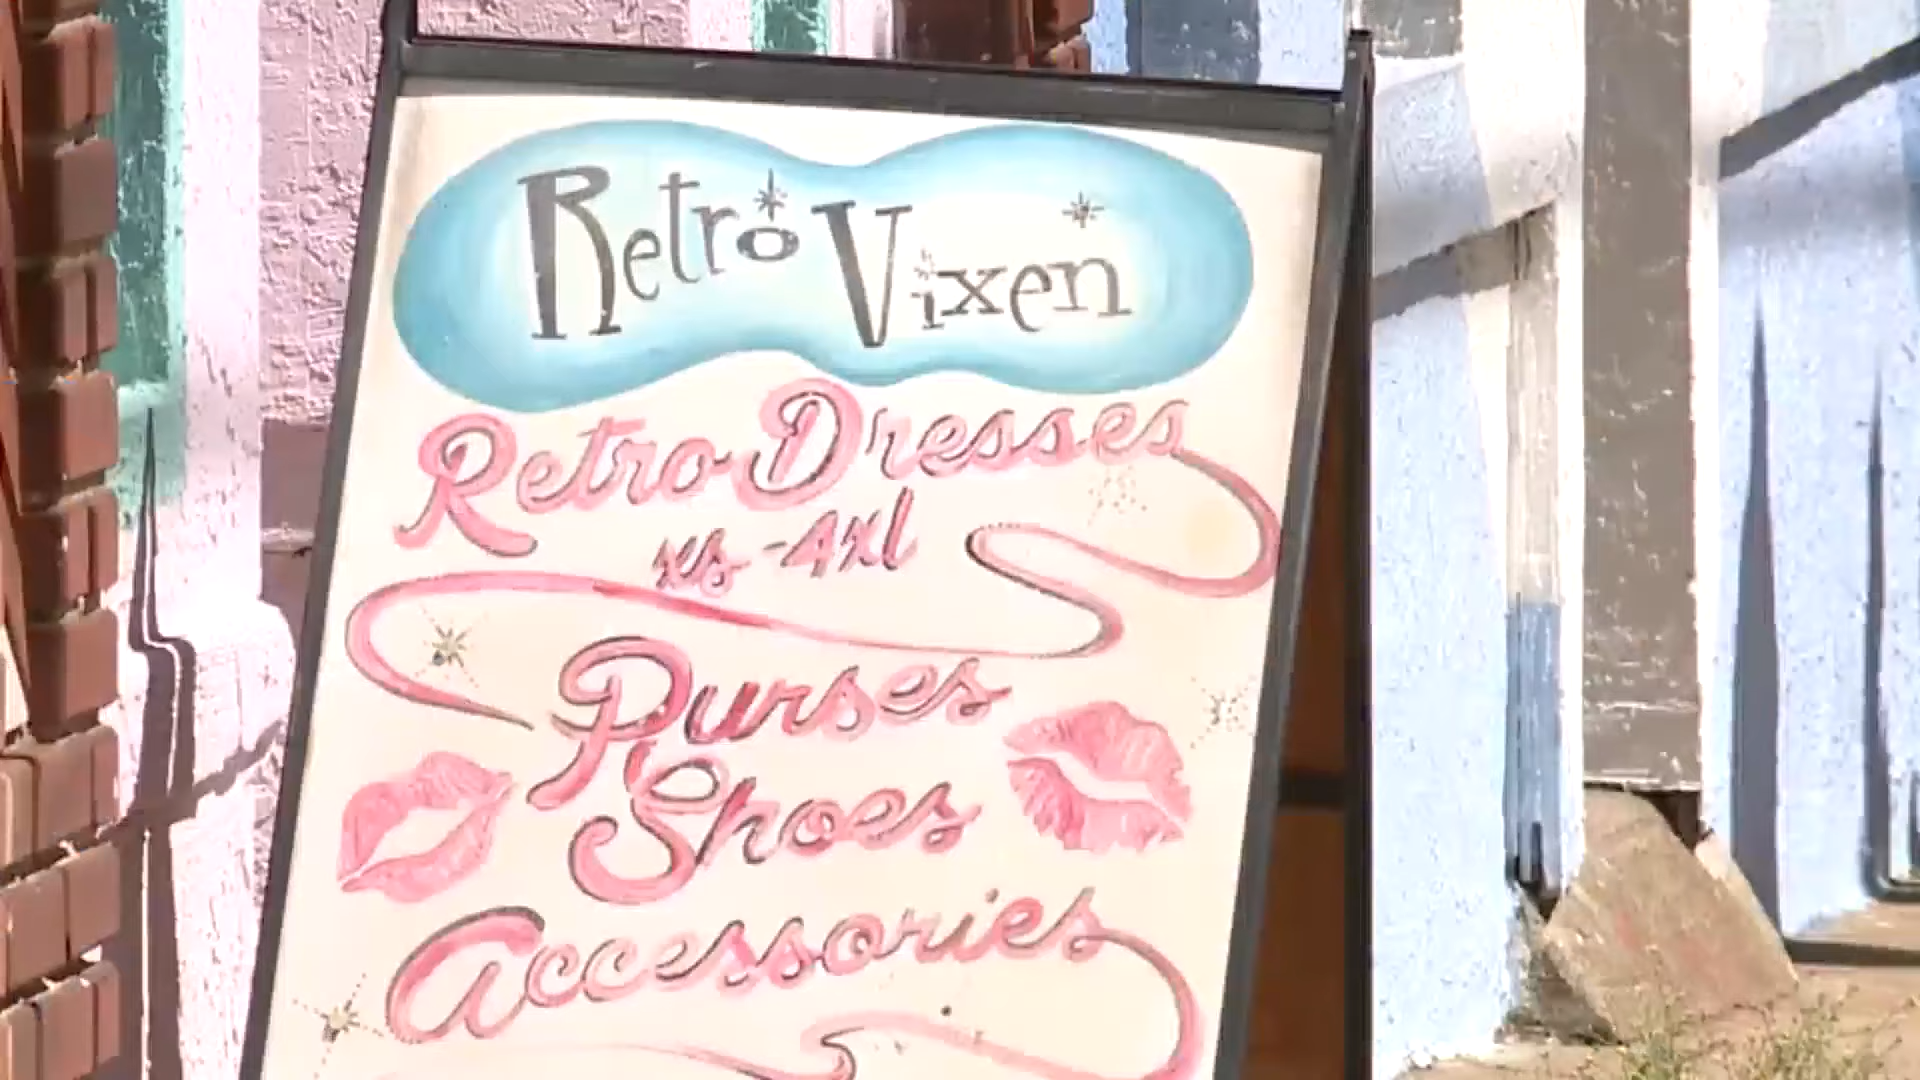 Retro Vixen
Retro Dresses
xs - 4xl
Purses
Shoes
Accessories